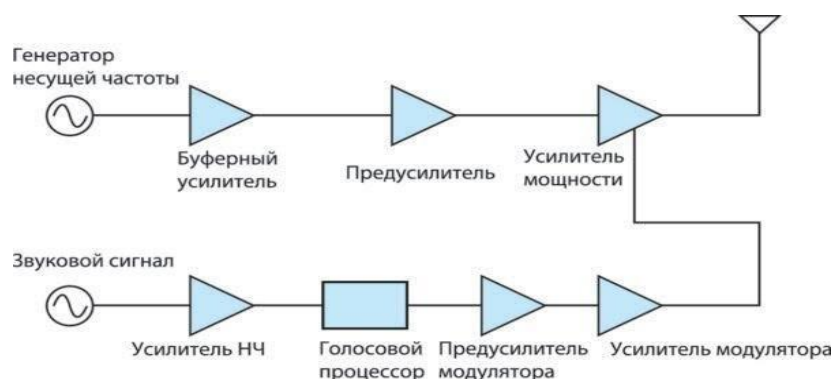 Генератор
несущей частоты
Буферный
усилитель
Предусилитель
Усилитель
мощности
Звуковой сигнал
Усилитель НЧ
Голосовой
процессор
Предусилитель
модулятора
Усилитель модулятора